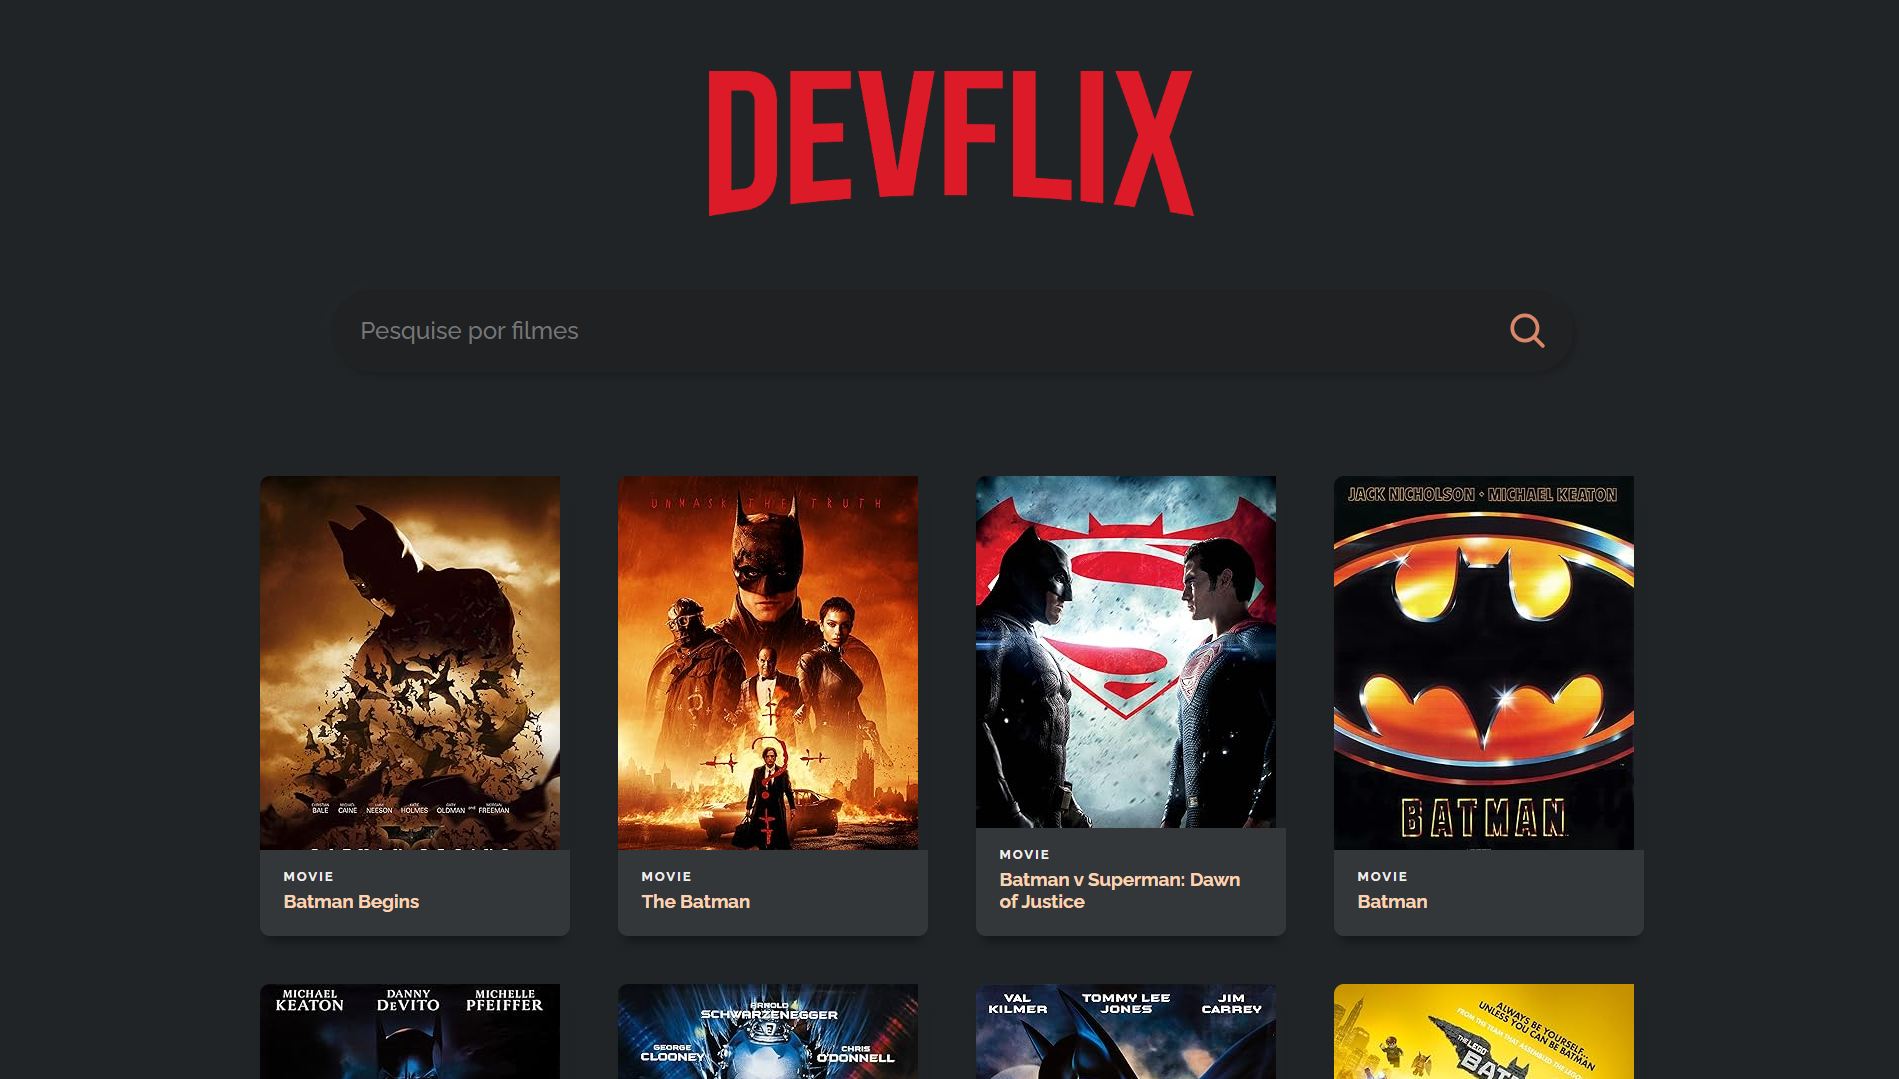 DEVFLIX
Pesquise por filmes
UNMASK THE TRUTH
JACK NICHOLSON • MICHAEL KEATON
CHRISTIAN BALE MICHAEL CAINE LIAM NEESON KATIE HOLMES GARY OLDMAN and MORGAN FREEMAN
BATMAN
MOVIE
Batman Begins
MOVIE
The Batman
MOVIE
Batman v Superman: Dawn
of Justice
MOVIE
Batman
MICHAEL KEATON
DANNY DeVITO
MICHELLE PFEIFFER
ARNOLD
SCHWARZENEGGER
GEORGE
CLOONEY
CHRIS
O'DONNELL
VAL KILMER
TOMMY LEE JONES
JIM CARREY
ALWAYS BE YOURSELF...
UNLESS YOU CAN BE BATMAN
FROM THE TEAM THAT ASSEMBLED THE LEGO
THE LEGO